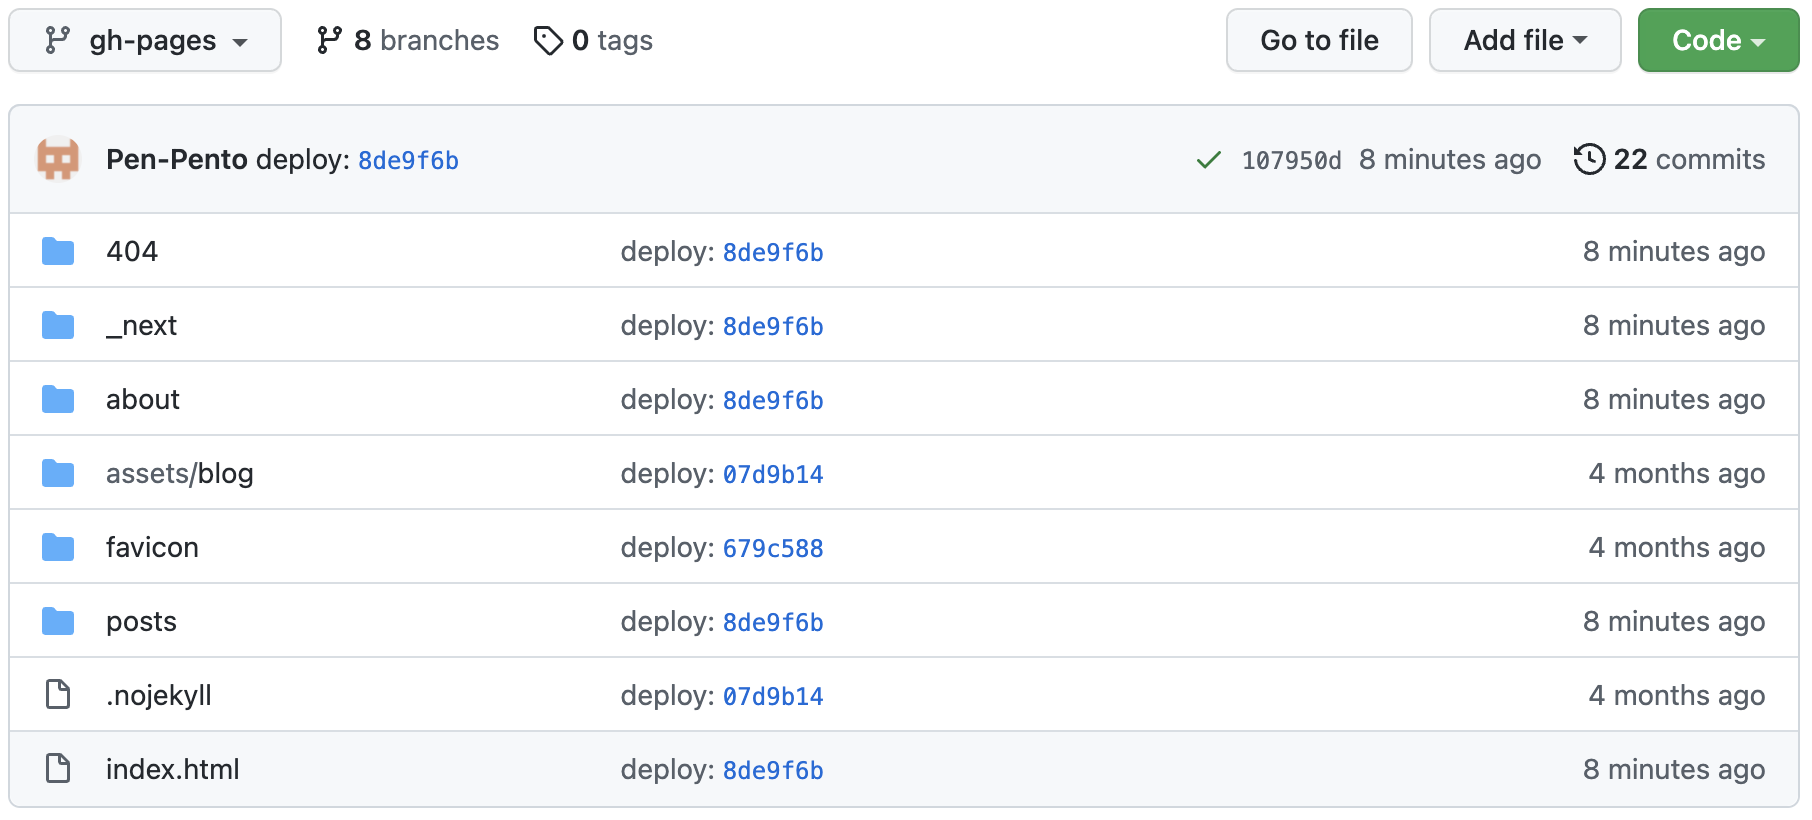 gh-pages 8 branches 0 tags Go to file Add file Code
Pen-Pento deploy: 8de9f6b 107950d 8 minutes ago 22 commits
404 deploy: 8de9f6b 8 minutes ago
_next deploy: 8de9f6b 8 minutes ago
about deploy: 8de9f6b 8 minutes ago
assets/blog deploy: 07d9b14 4 months ago
favicon deploy: 679c588 4 months ago
posts deploy: 8de9f6b 8 minutes ago
.nojekyll deploy: 07d9b14 4 months ago
index.html deploy: 8de9f6b 8 minutes ago